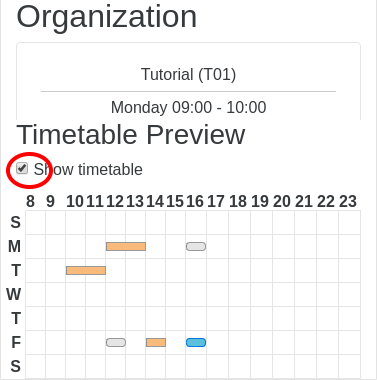 Organization
Tutorial (T01)
Monday 09:00 - 10:00
Timetable Preview
Show timetable
8 9 10 11 12 13 14 15 16 17 18 19 20 21 22 23
S
M
T
W
T
F
S